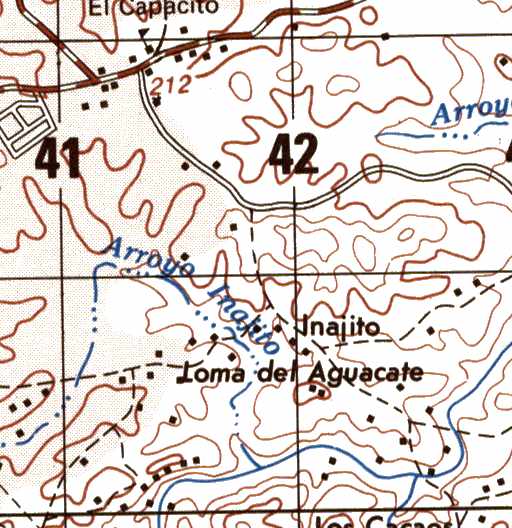 El Capacito
212
Arroyo
41
42
Arroyo Inajito
Inajito
Loma del Aguacate